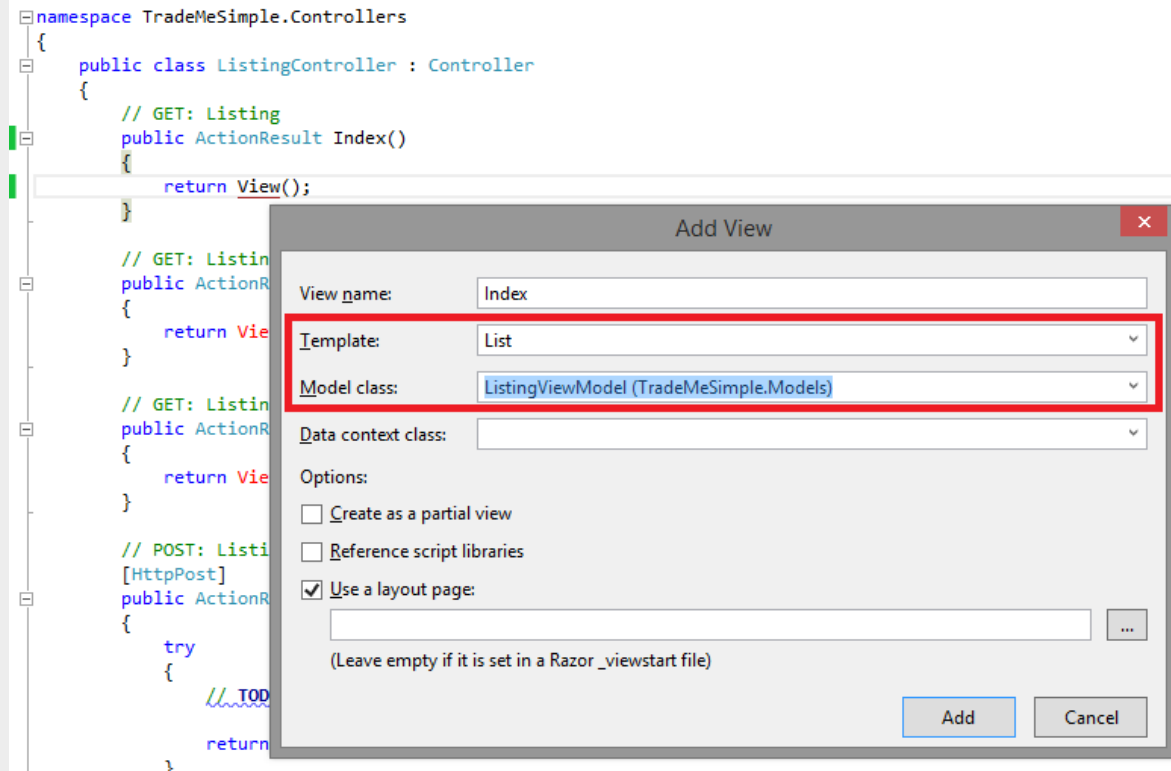 namespace TradeMeSimple.Controllers
{
public class ListingController : Controller
{
// GET: Listing
public ActionResult Index()
{
return View();
}
// GET: Listin
public ActionR
{
return Vie
}
// GET: Listin
public ActionR
{
return Vie
}
// POST: Listi
[HttpPost]
public ActionR
{
try
{
// TOD
return
}
Add View
View name:
Index
Template:
List
Model class:
ListingViewModel (TradeMeSimple.Models)
Data context class:
Options:
Create as a partial view
Reference script libraries
Use a layout page:
...
(Leave empty if it is set in a Razor _viewstart file)
Add
Cancel